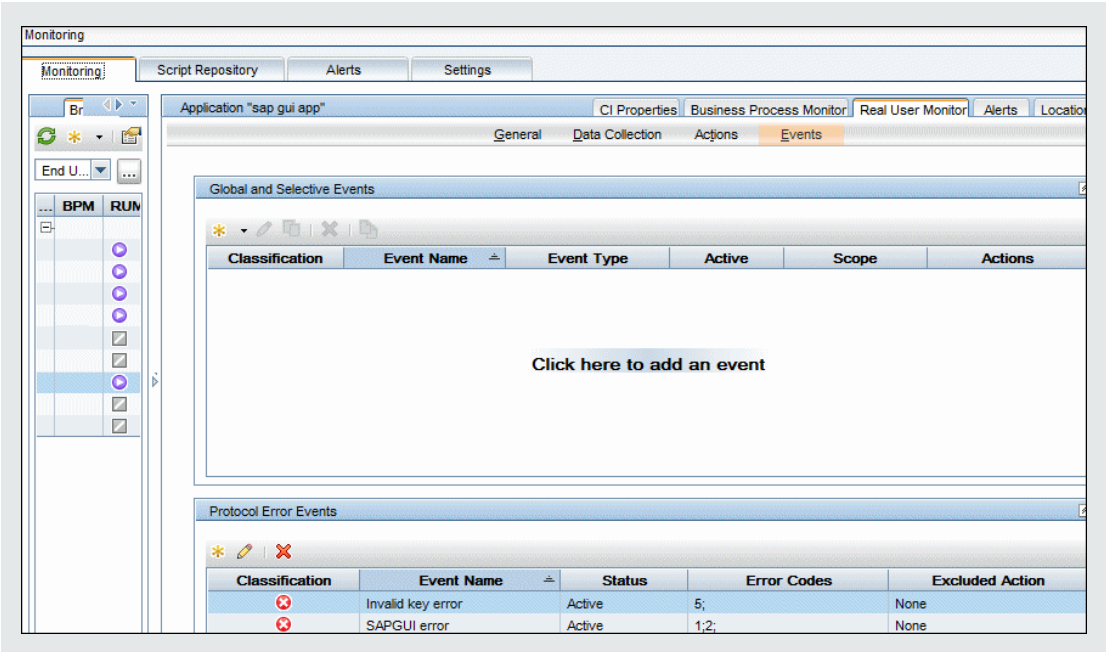 Monitoring
Monitoring Script Repository Alerts Settings
Br
Application "sap gui app" CI Properties Business Process Monitor Real User Monitor Alerts Location
General Data Collection Actions Events
End U... ...
Global and Selective Events
... BPM RUM
Classification Event Name Event Type Active Scope Actions
Click here to add an event
Protocol Error Events
Classification Event Name Status Error Codes Excluded Action
Invalid key error Active 5; None
SAPGUI error Active 1;2; None